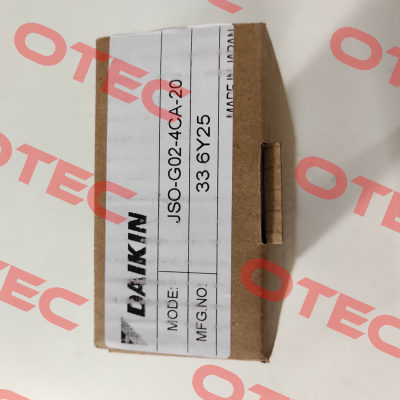 DAIKIN
MODE: JSO-G02-4CA-20
MFG.NO: 33 6Y25
MADE IN JAPAN
OTEC
OTEC
OTEC
OTEC
OTEC